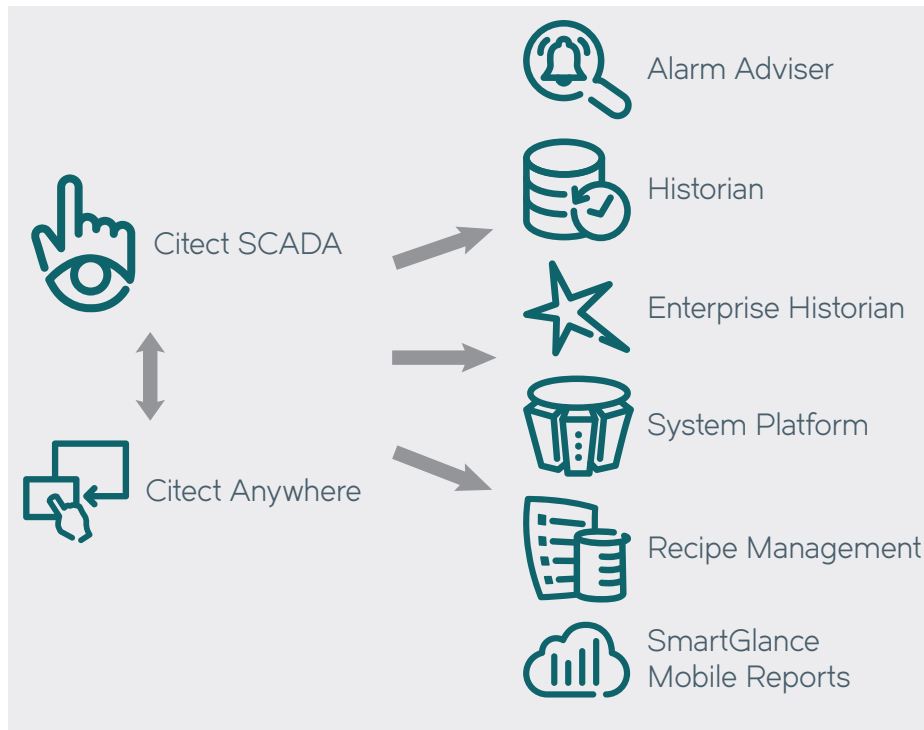 Citect SCADA
Citect Anywhere
Alarm Adviser
Historian
Enterprise Historian
System Platform
Recipe Management
SmartGlance
Mobile Reports